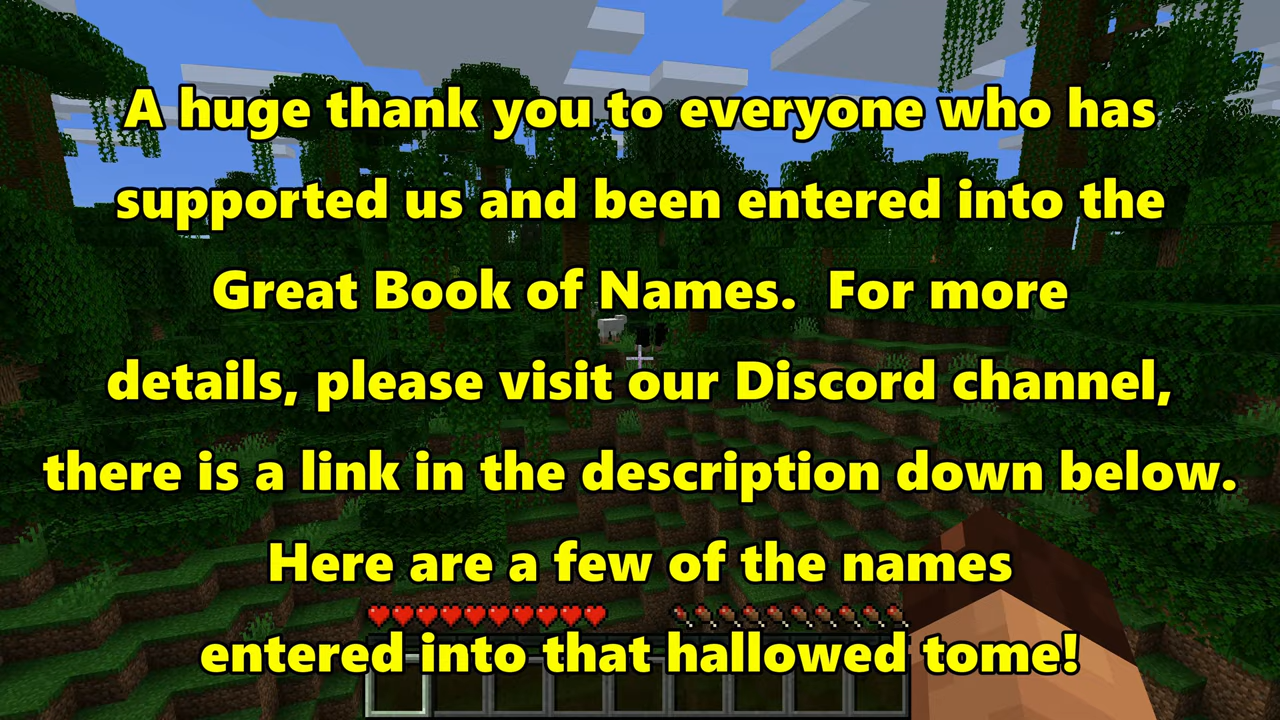 A huge thank you to everyone who has
supported us and been entered into the
Great Book of Names.  For more
details, please visit our Discord channel,
there is a link in the description down below.
Here are a few of the names
entered into that hallowed tome!